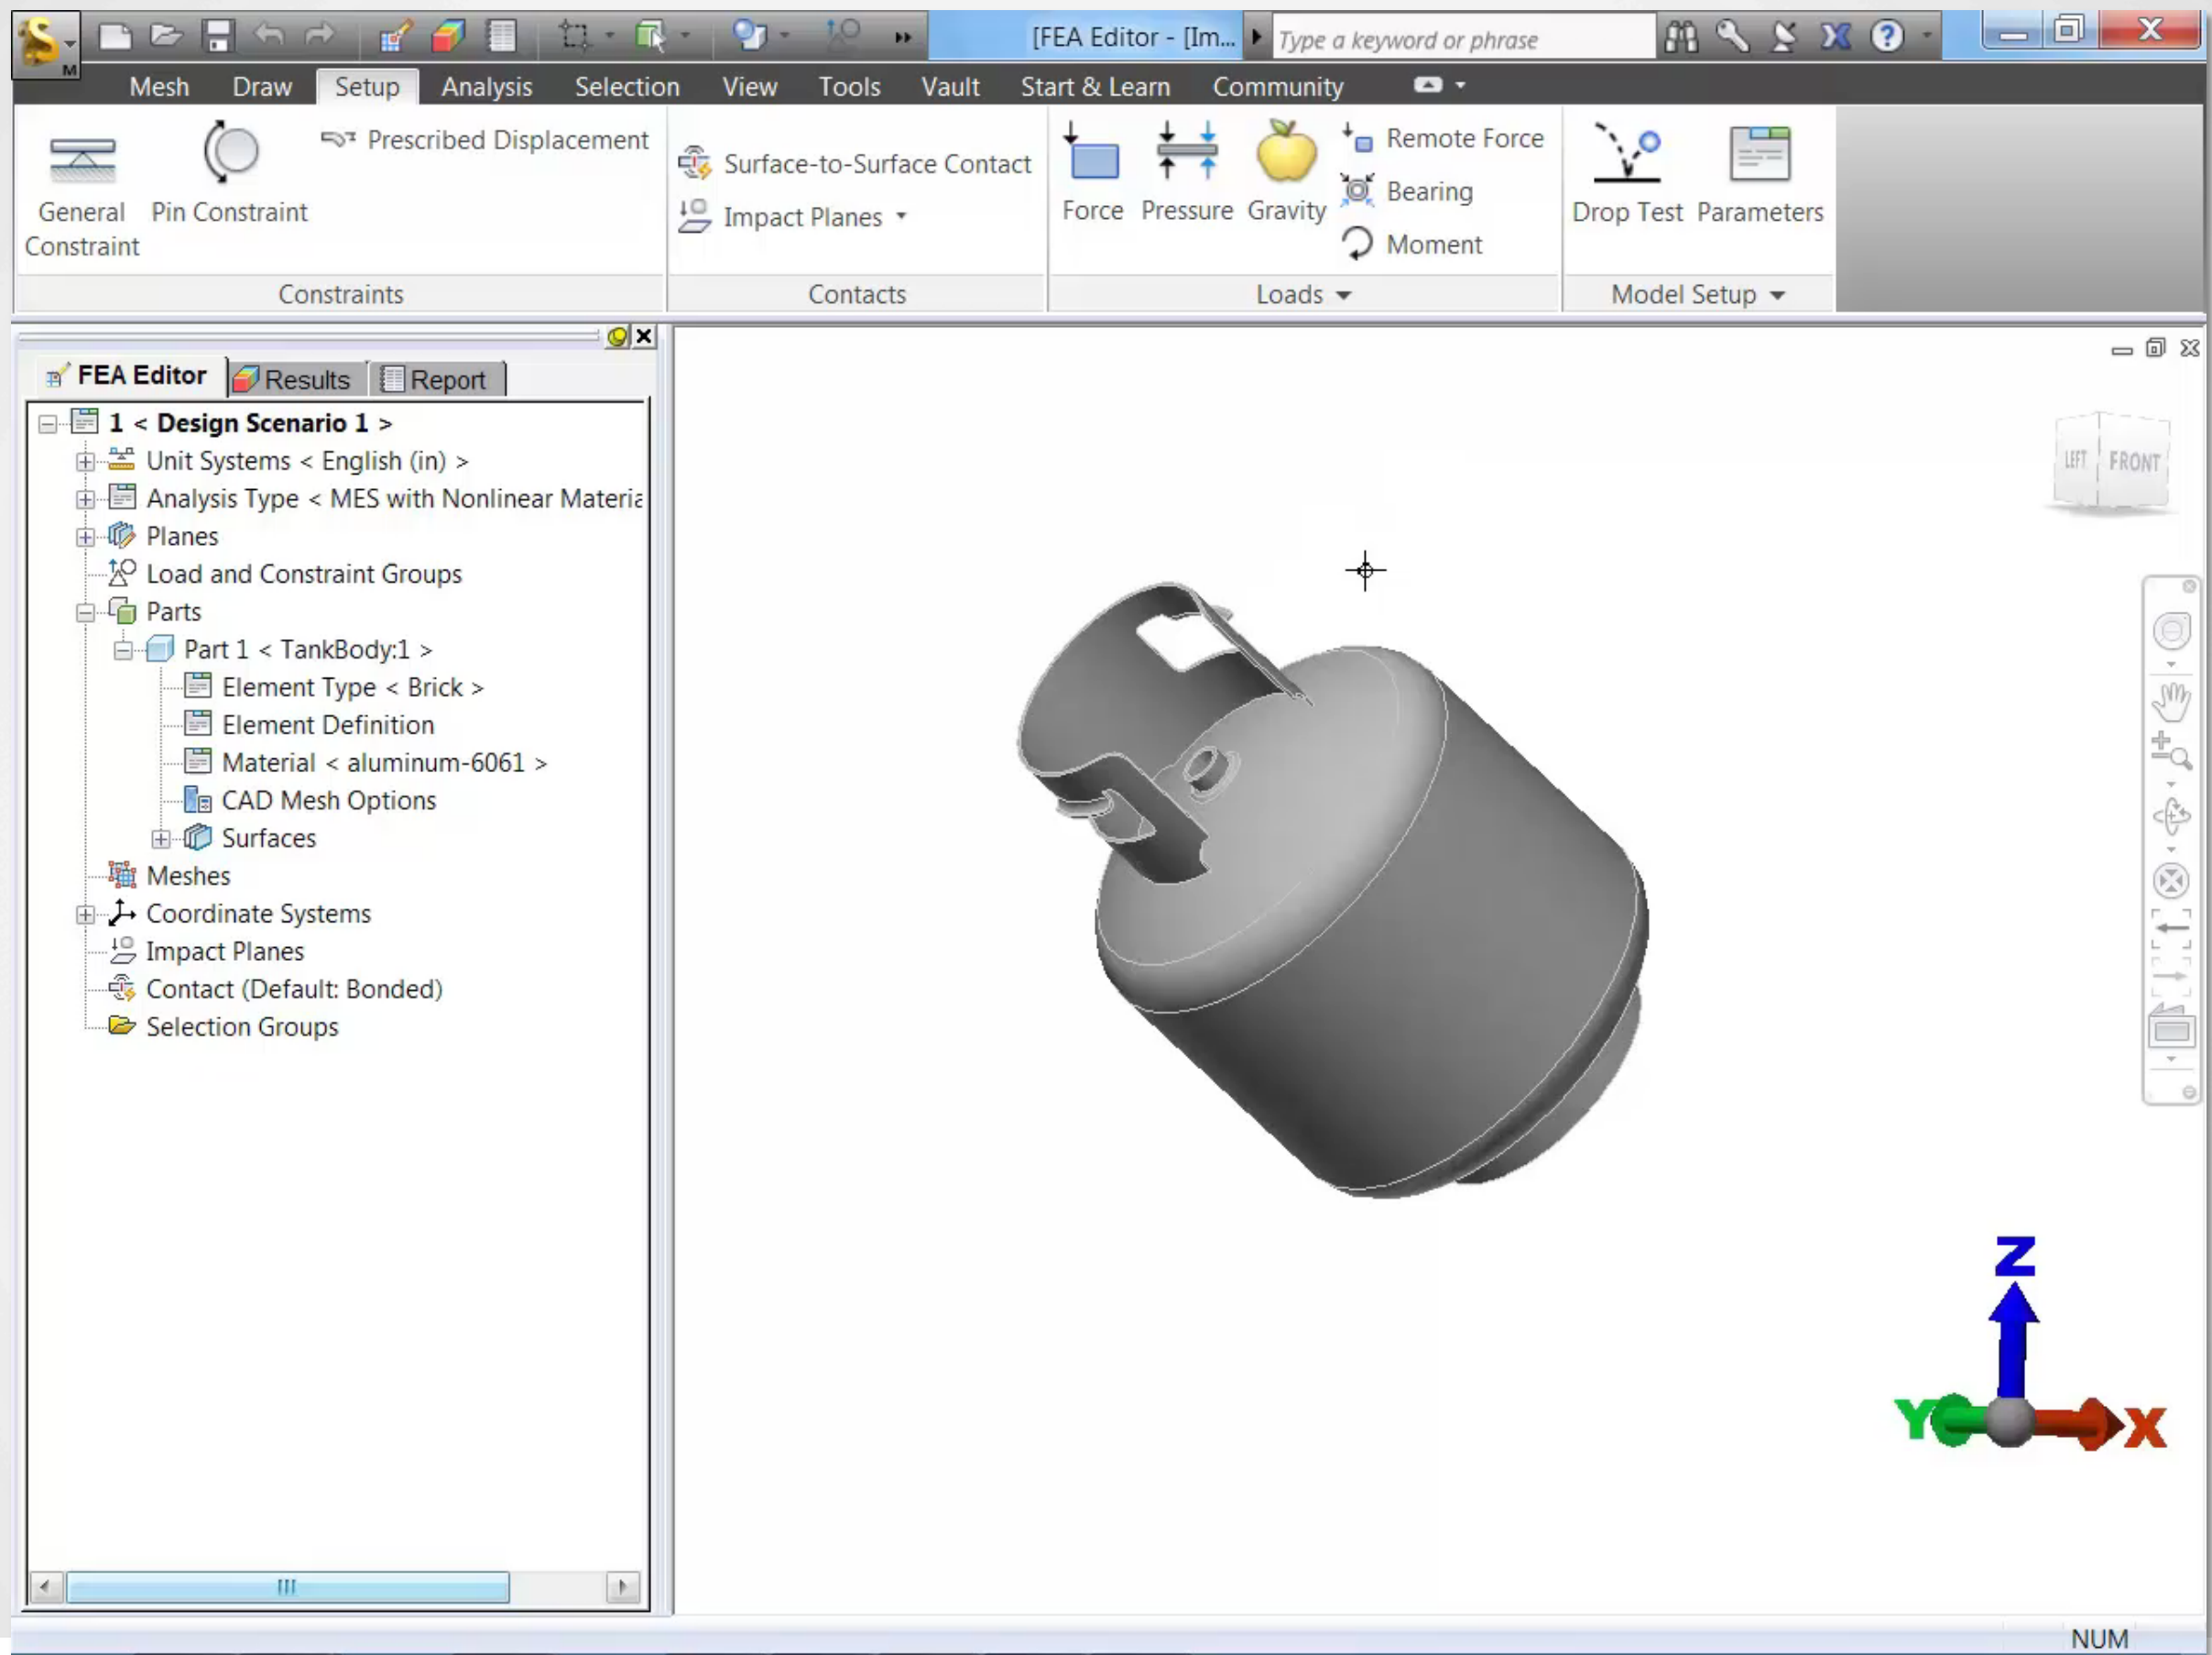 [FEA Editor - [Im...
Type a keyword or phrase
M
Mesh Draw Setup Analysis Selection View Tools Vault Start & Learn Community
General Constraint
Pin Constraint
Prescribed Displacement
Constraints
Surface-to-Surface Contact
Impact Planes
Contacts
Force
Pressure
Gravity
Remote Force
Bearing
Moment
Loads
Drop Test
Parameters
Model Setup
FEA Editor Results Report
1 < Design Scenario 1 >
Unit Systems < English (in) >
Analysis Type < MES with Nonlinear Materia
Planes
Load and Constraint Groups
Parts
Part 1 < TankBody:1 >
Element Type < Brick >
Element Definition
Material < aluminum-6061 >
CAD Mesh Options
Surfaces
Meshes
Coordinate Systems
Impact Planes
Contact (Default: Bonded)
Selection Groups
LEFT FRONT
Z
Y X
NUM